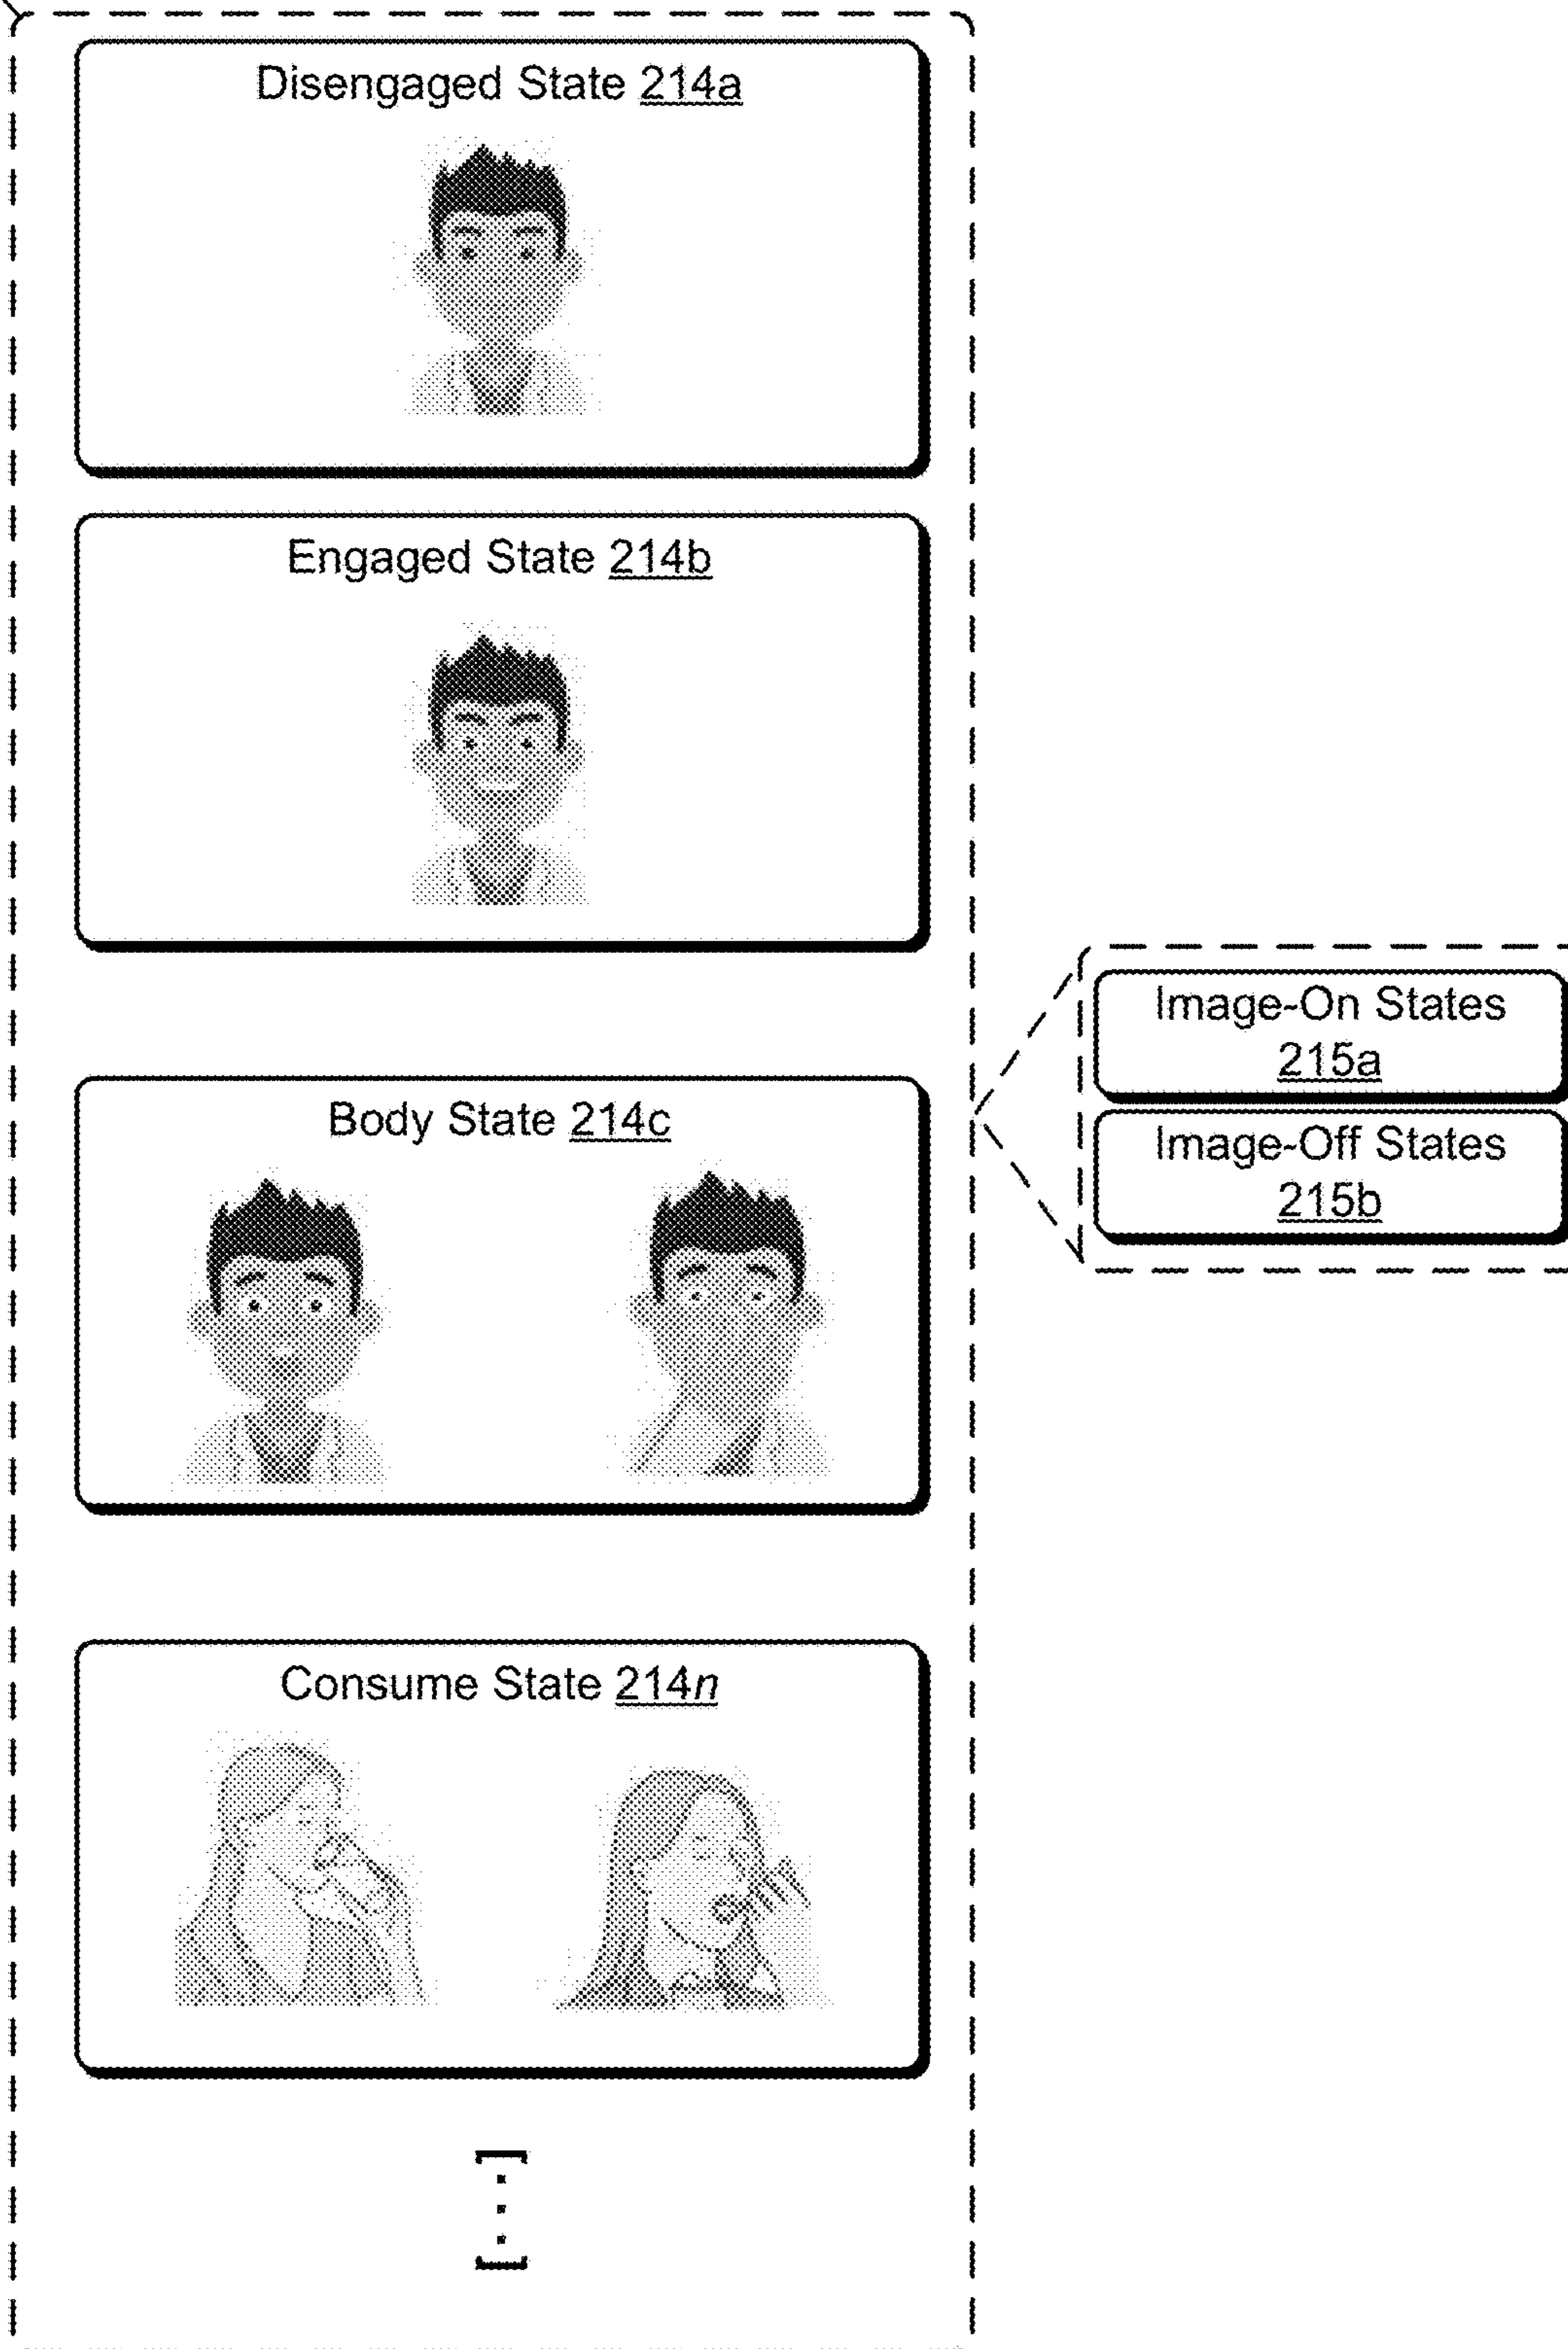 Disengaged State 214a
Engaged State 214b
Image-On States
215a
Image-Off States
215b
Body State 214c
Consume State 214n